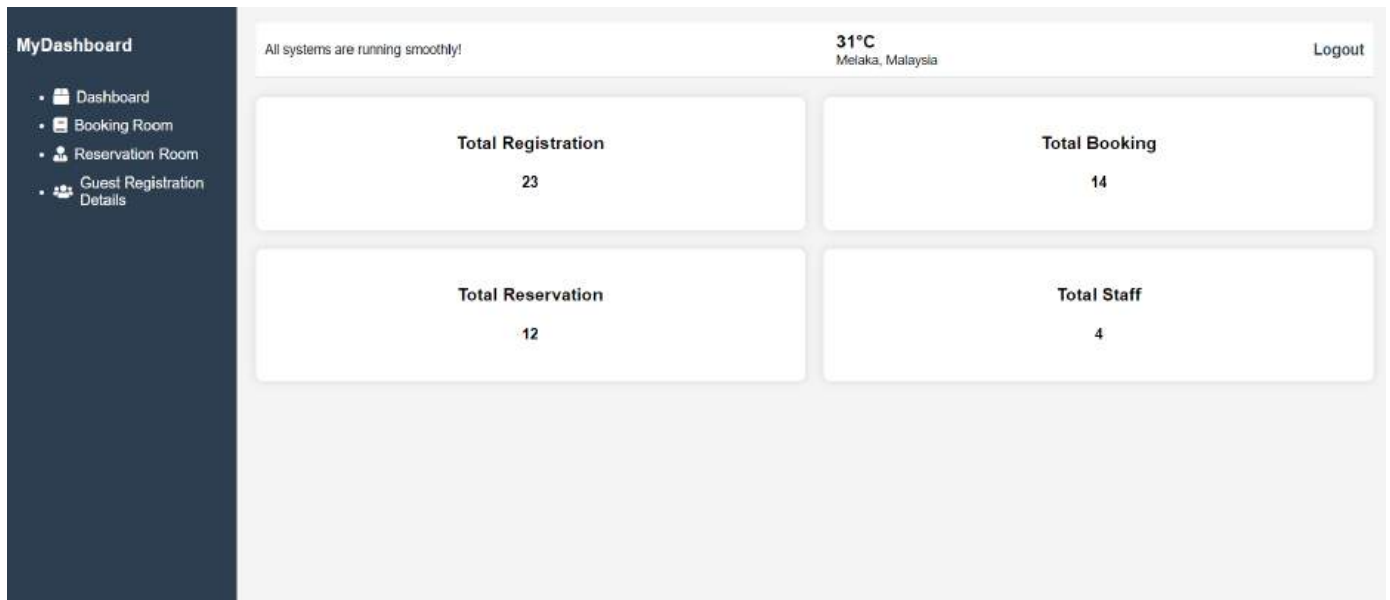 MyDashboard
Dashboard
Booking Room
Reservation Room
Guest Registration
Details
All systems are running smoothly!
31°C
Melaka, Malaysia
Logout
Total Registration
23
Total Booking
14
Total Reservation
12
Total Staff
4